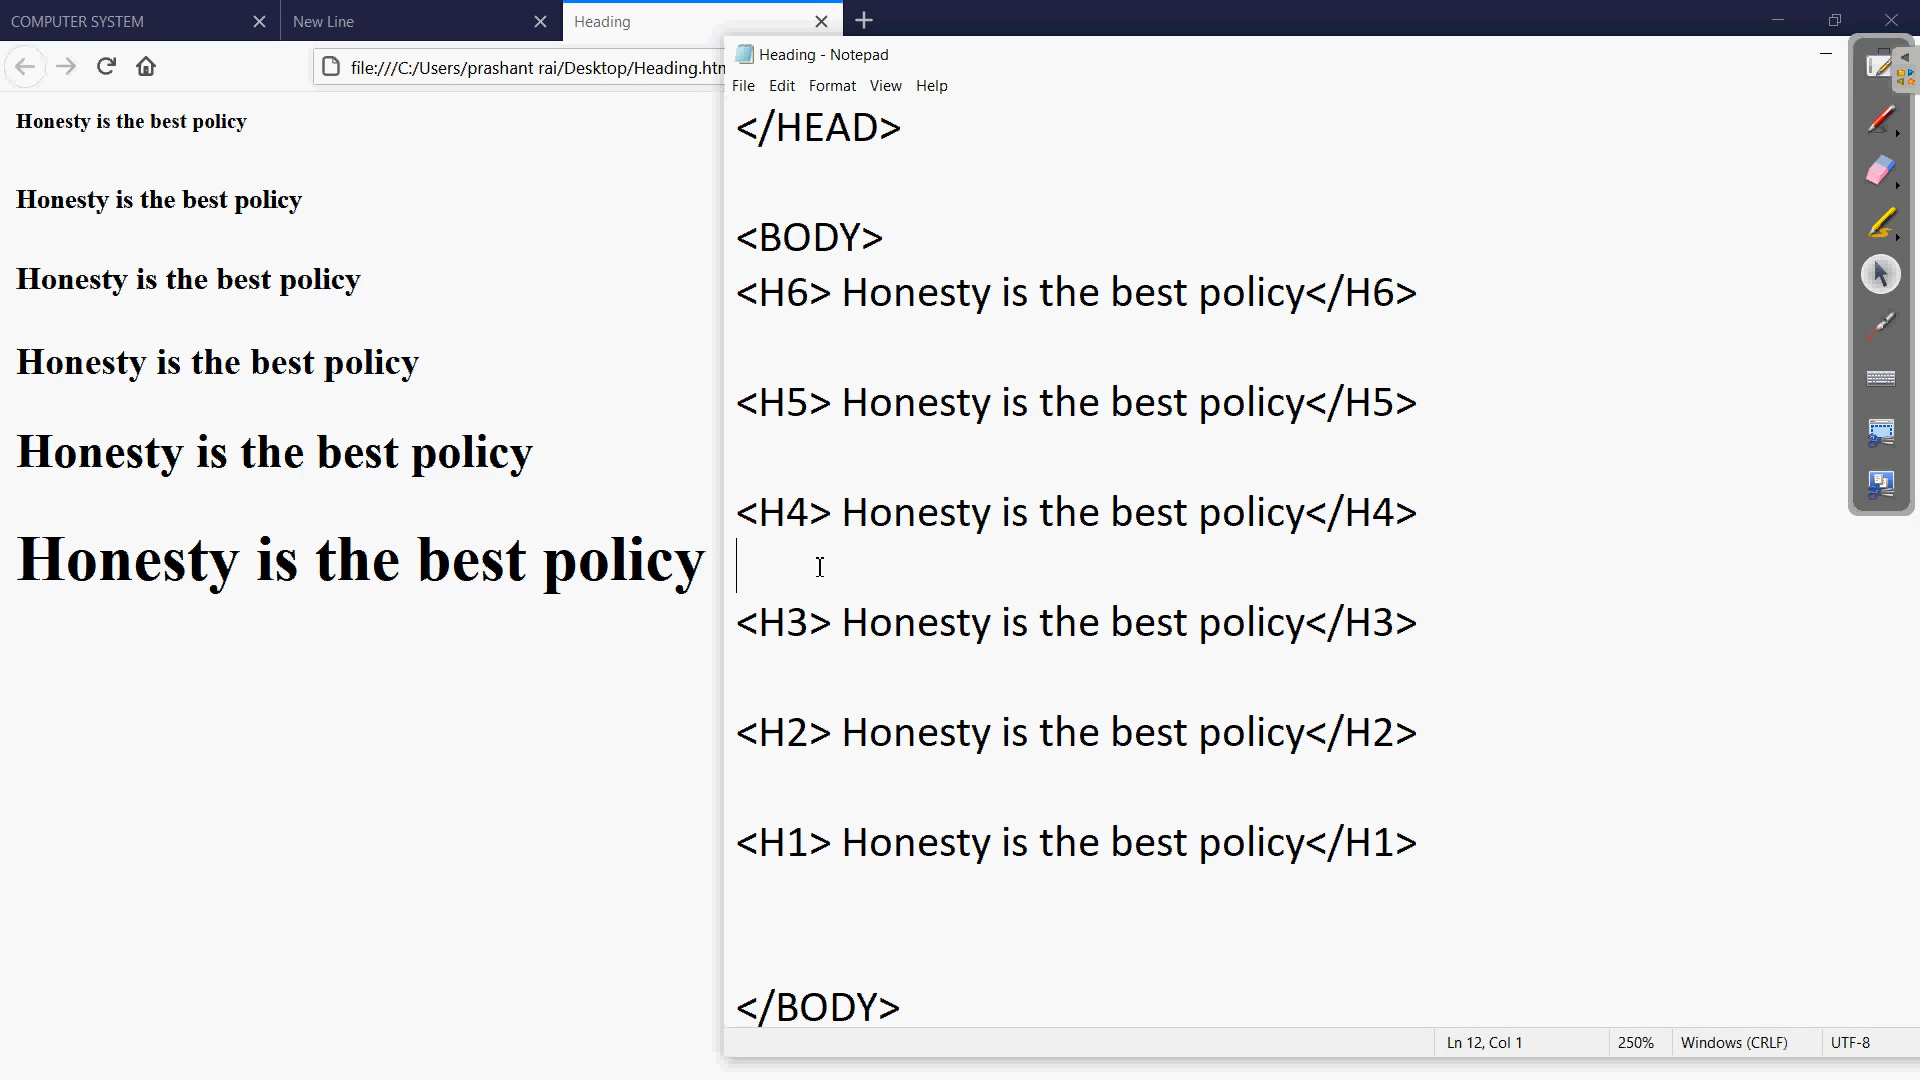 COMPUTER SYSTEM
New Line
Heading
file:///C:/Users/prashant rai/Desktop/Heading.htm
Honesty is the best policy
Honesty is the best policy
Honesty is the best policy
Honesty is the best policy
Honesty is the best policy
Honesty is the best policy
Heading - Notepad
File Edit Format View Help
</HEAD>
<BODY>
<H6> Honesty is the best policy</H6>
<H5> Honesty is the best policy</H5>
<H4> Honesty is the best policy</H4>
<H3> Honesty is the best policy</H3>
<H2> Honesty is the best policy</H2>
<H1> Honesty is the best policy</H1>
</BODY>
Ln 12, Col 1 250% Windows (CRLF) UTF-8